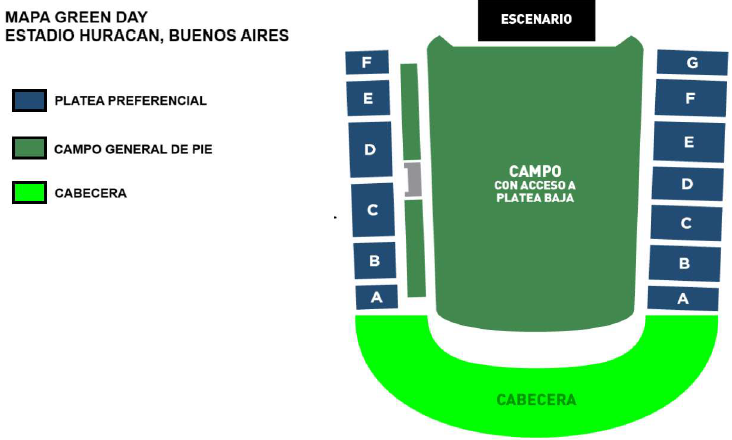 MAPA GREEN DAY
ESTADIO HURACAN, BUENOS AIRES
PLATEA PREFERENCIAL
CAMPO GENERAL DE PIE
CABECERA
ESCENARIO
F
E
D
C
B
A
CAMPO
CON ACCESO A
PLATEA BAJA
G
F
E
D
C
B
A
CABECERA